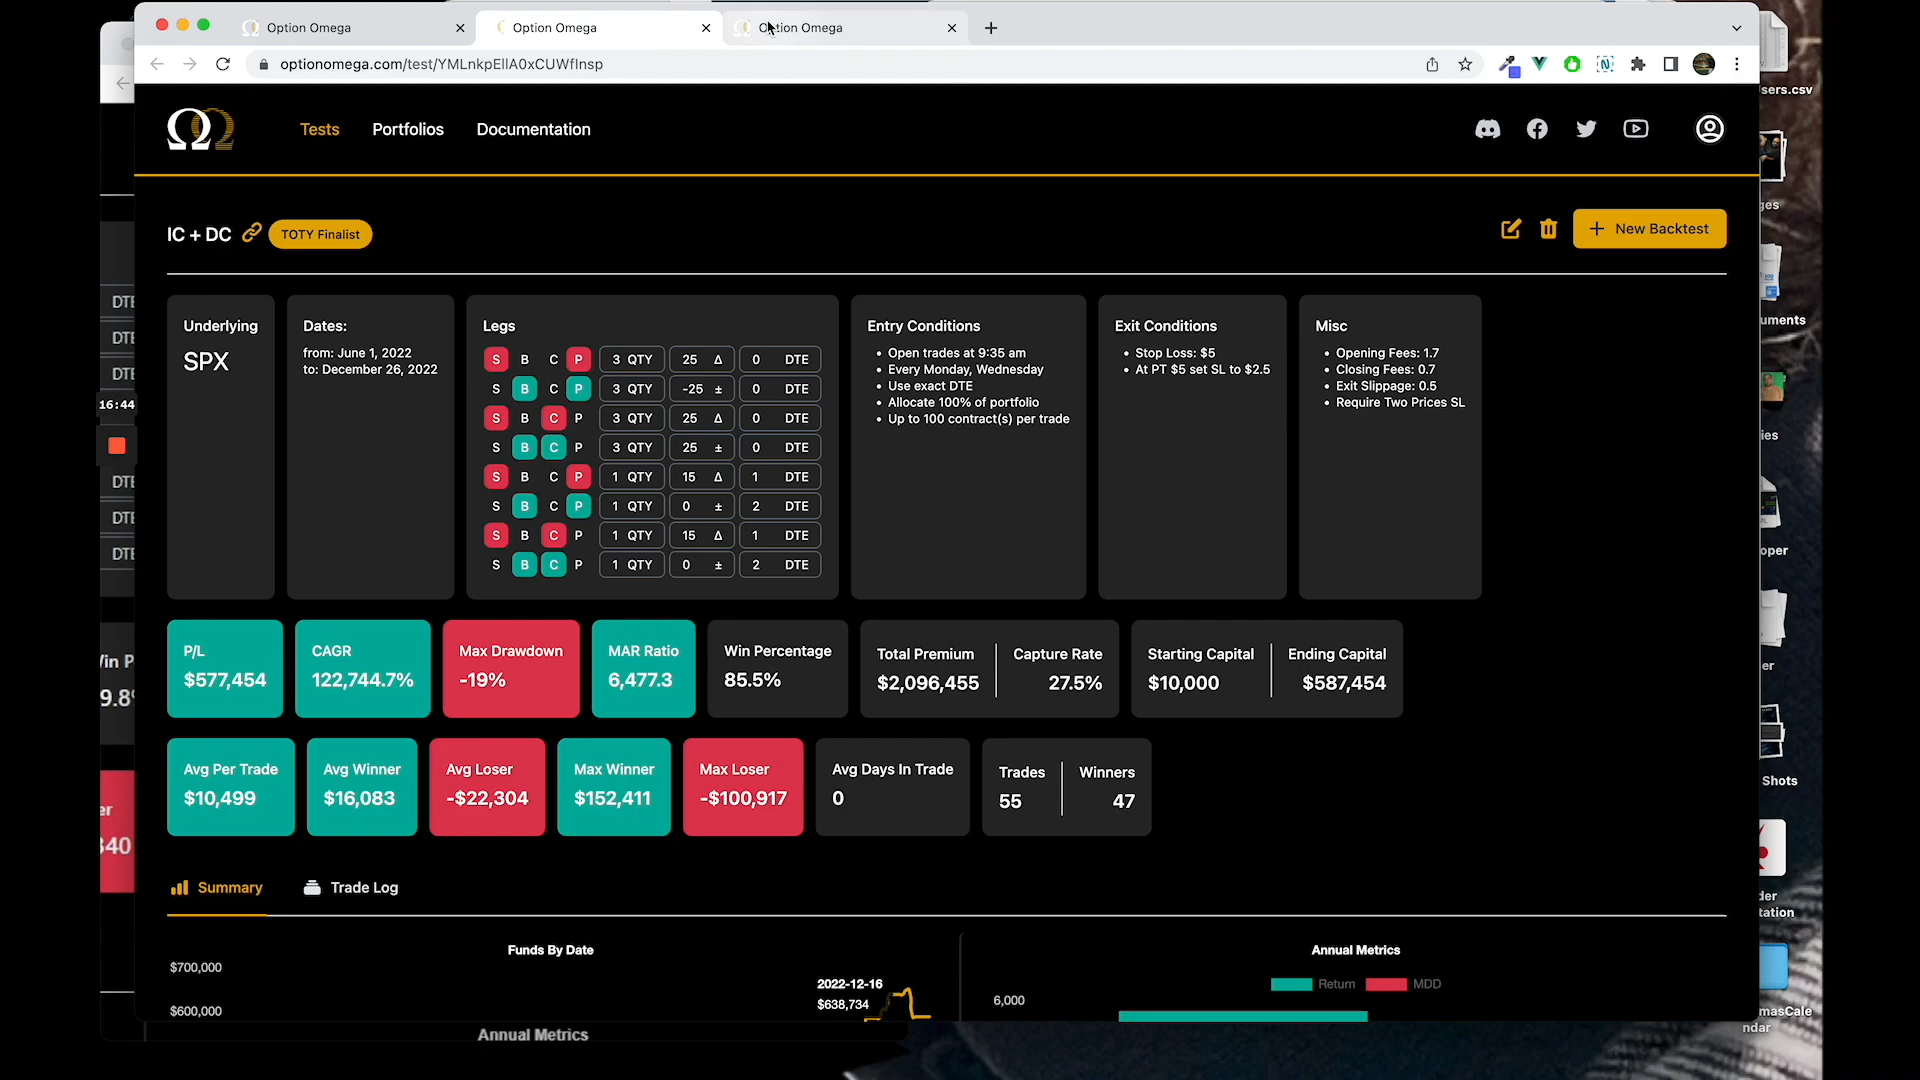 Option Omega
Option Omega
Option Omega
optionomega.com/test/YMLnkpEllA0xCUWfInsp
sers.csv
Tests
Portfolios
Documentation
ges
IC + DC
TOTY Finalist
New Backtest
Underlying
SPX
Dates:
from: June 1, 2022
to: December 26, 2022
Legs
S B C P 3 QTY 25 Δ 0 DTE
S B C P 3 QTY -25 ± 0 DTE
S B C P 3 QTY 25 Δ 0 DTE
S B C P 3 QTY 25 ± 0 DTE
S B C P 1 QTY 15 Δ 1 DTE
S B C P 1 QTY 0 ± 2 DTE
S B C P 1 QTY 15 Δ 1 DTE
S B C P 1 QTY 0 ± 2 DTE
Entry Conditions
• Open trades at 9:35 am
• Every Monday, Wednesday
• Use exact DTE
• Allocate 100% of portfolio
• Up to 100 contract(s) per trade
Exit Conditions
• Stop Loss: $5
• At PT $5 set SL to $2.5
Misc
• Opening Fees: 1.7
• Closing Fees: 0.7
• Exit Slippage: 0.5
• Require Two Prices SL
DTE
DTE
DTE
16:44
DTE
DTE
DTE
uments
ies
oper
er
Shots
der
tation
masCale
ndar
P/L
$577,454
CAGR
122,744.7%
Max Drawdown
-19%
MAR Ratio
6,477.3
Win Percentage
85.5%
Total Premium
$2,096,455
Capture Rate
27.5%
Starting Capital
$10,000
Ending Capital
$587,454
Avg Per Trade
$10,499
Avg Winner
$16,083
Avg Loser
-$22,304
Max Winner
$152,411
Max Loser
-$100,917
Avg Days In Trade
0
Trades
55
Winners
47
Summary
Trade Log
Funds By Date
$700,000
$600,000
2022-12-16
$638,734
Annual Metrics
Return
MDD
6,000
Annual Metrics